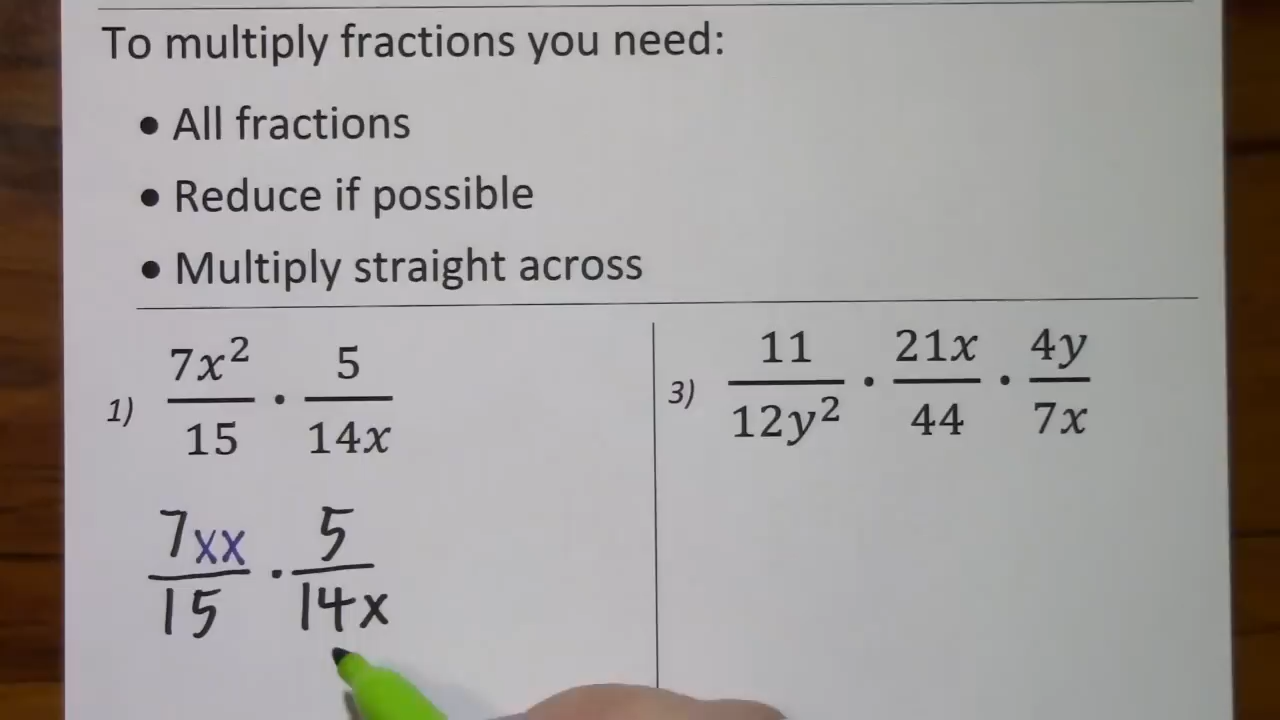 To multiply fractions you need:
• All fractions
• Reduce if possible
• Multiply straight across
1) 7x²/15 · 5/14x
7xx/15 · 5/14x
3) 11/12y² · 21x/44 · 4y/7x